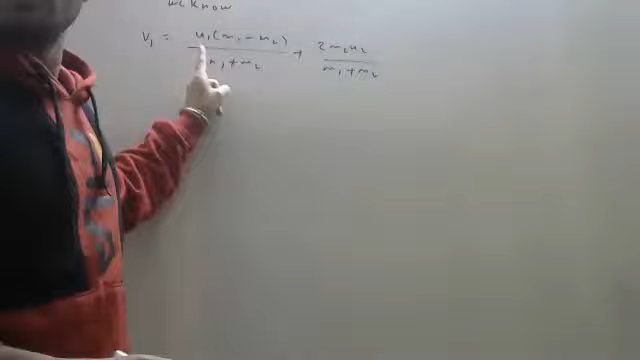 we know
v₁ = u₁(m₁-m₂)/m₁+m₂ + 2m₂u₂/m₁+m₂